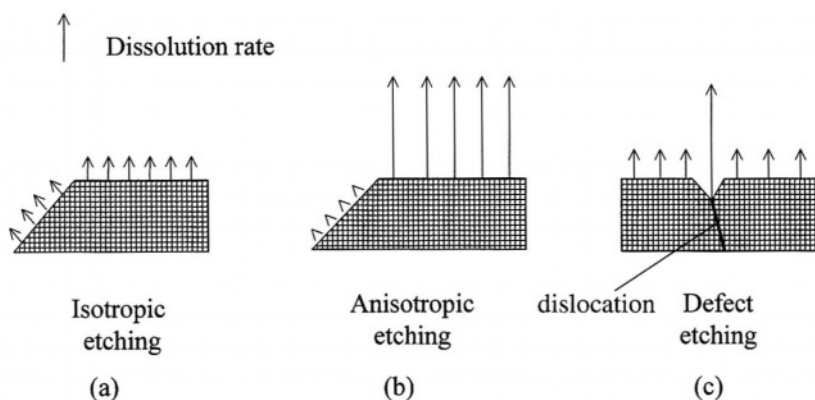 Dissolution rate
Isotropic
etching
(a)
Anisotropic
etching
(b)
dislocation
Defect
etching
(c)